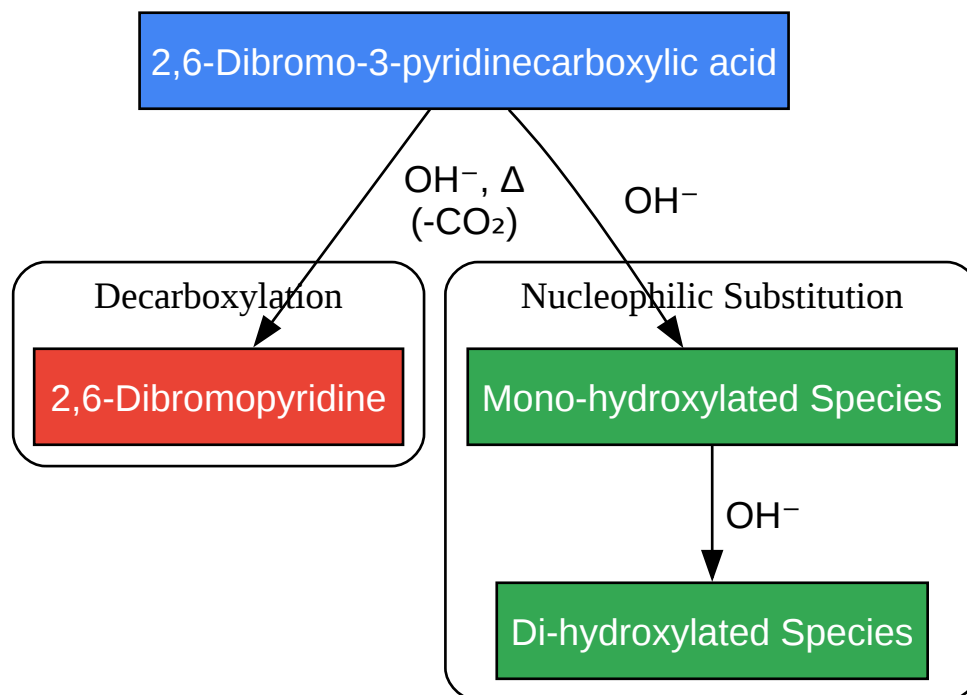 2,6-Dibromo-3-pyridinecarboxylic acid
OH⁻, Δ
(-CO₂)
OH⁻
Decarboxylation
2,6-Dibromopyridine
Nucleophilic Substitution
Mono-hydroxylated Species
OH⁻
Di-hydroxylated Species